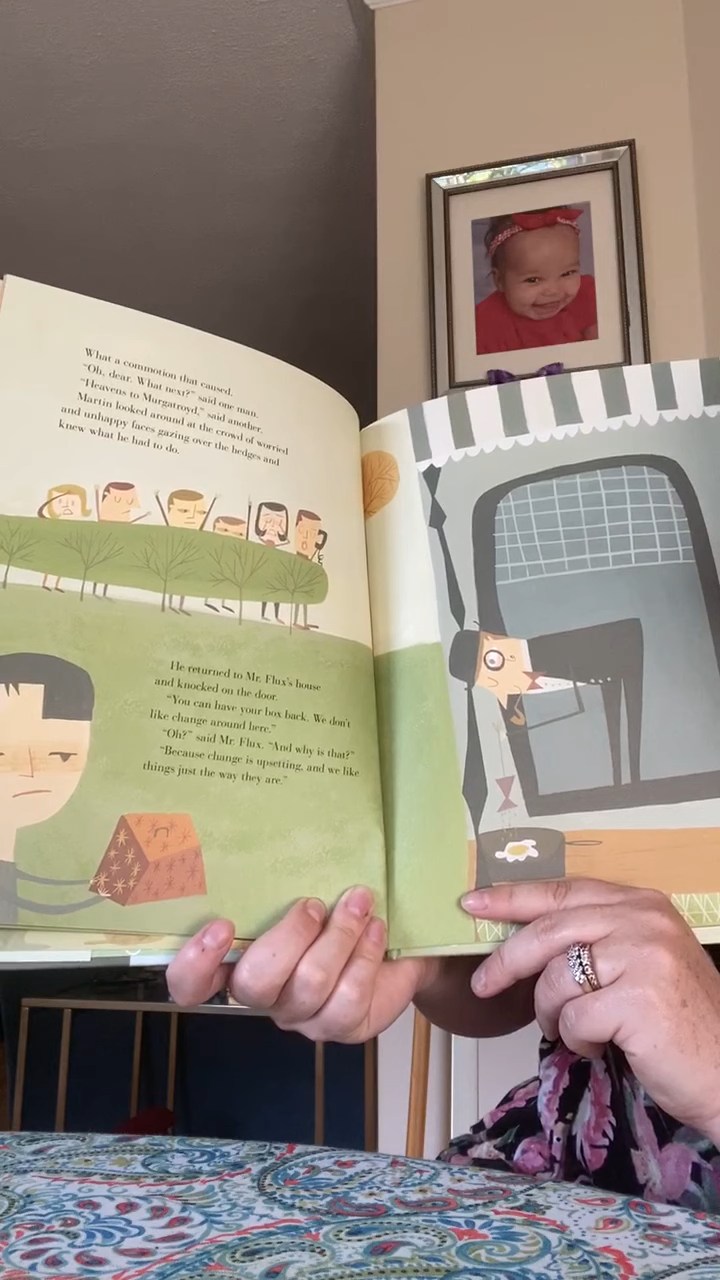 What a commotion that caused.
"Oh, dear. What next?" said one man.
"Heavens to Murgatroyd," said another.
Martin looked around at the crowd of worried
and unhappy faces gazing over the hedges and
knew what he had to do.
He returned to Mr. Flux's house
and knocked on the door.
"You can have your box back. We don't
like change around here."
"Oh?" said Mr. Flux. "And why is that?"
"Because change is upsetting, and we like
things just the way they are."